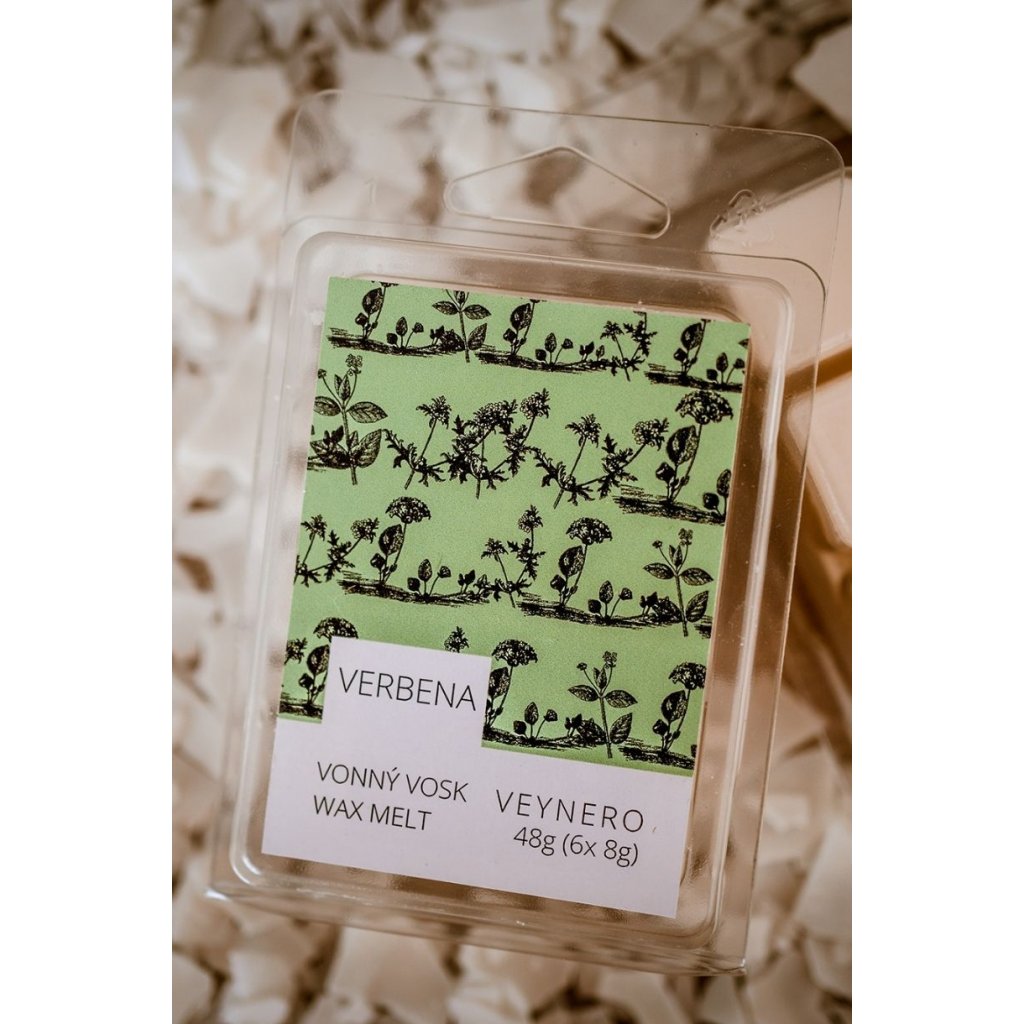 VERBENA
VONNÝ VOSK
WAX MELT
VEYNERO
48g (6x 8g)